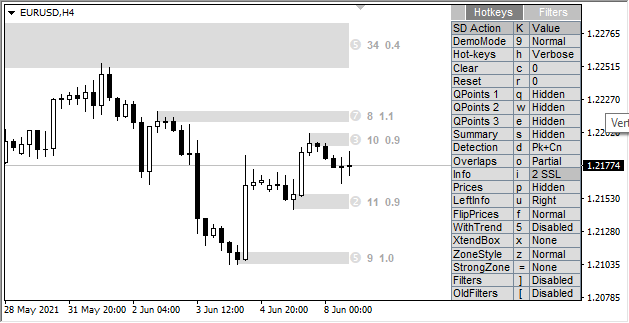 EURUSD,H4
Hotkeys Filters
SD Action K Value
DemoMode 9 Normal
Hot-keys h Verbose
Clear c 0
Reset r 0
QPoints 1 q Hidden
QPoints 2 w Hidden
QPoints 3 e Hidden
Summary s Hidden
Detection d Pk+Cn
Overlaps o Partial
Info i 2 SSL
Prices p Hidden
LeftInfo u Right
FlipPrices f Normal
WithTrend 5 Disabled
XtendBox x None
ZoneStyle z Normal
StrongZone = None
Filters ] Disabled
OldFilters [ Disabled
5 34 0.4
7 8 1.1
3 10 0.9
2 11 0.9
5 9 1.0
1.22765
1.22515
1.22270
1.22020
1.21774
1.21530
1.21280
1.21035
1.20785
Vert
28 May 2021 31 May 20:00 2 Jun 04:00 3 Jun 12:00 4 Jun 20:00 8 Jun 00:00